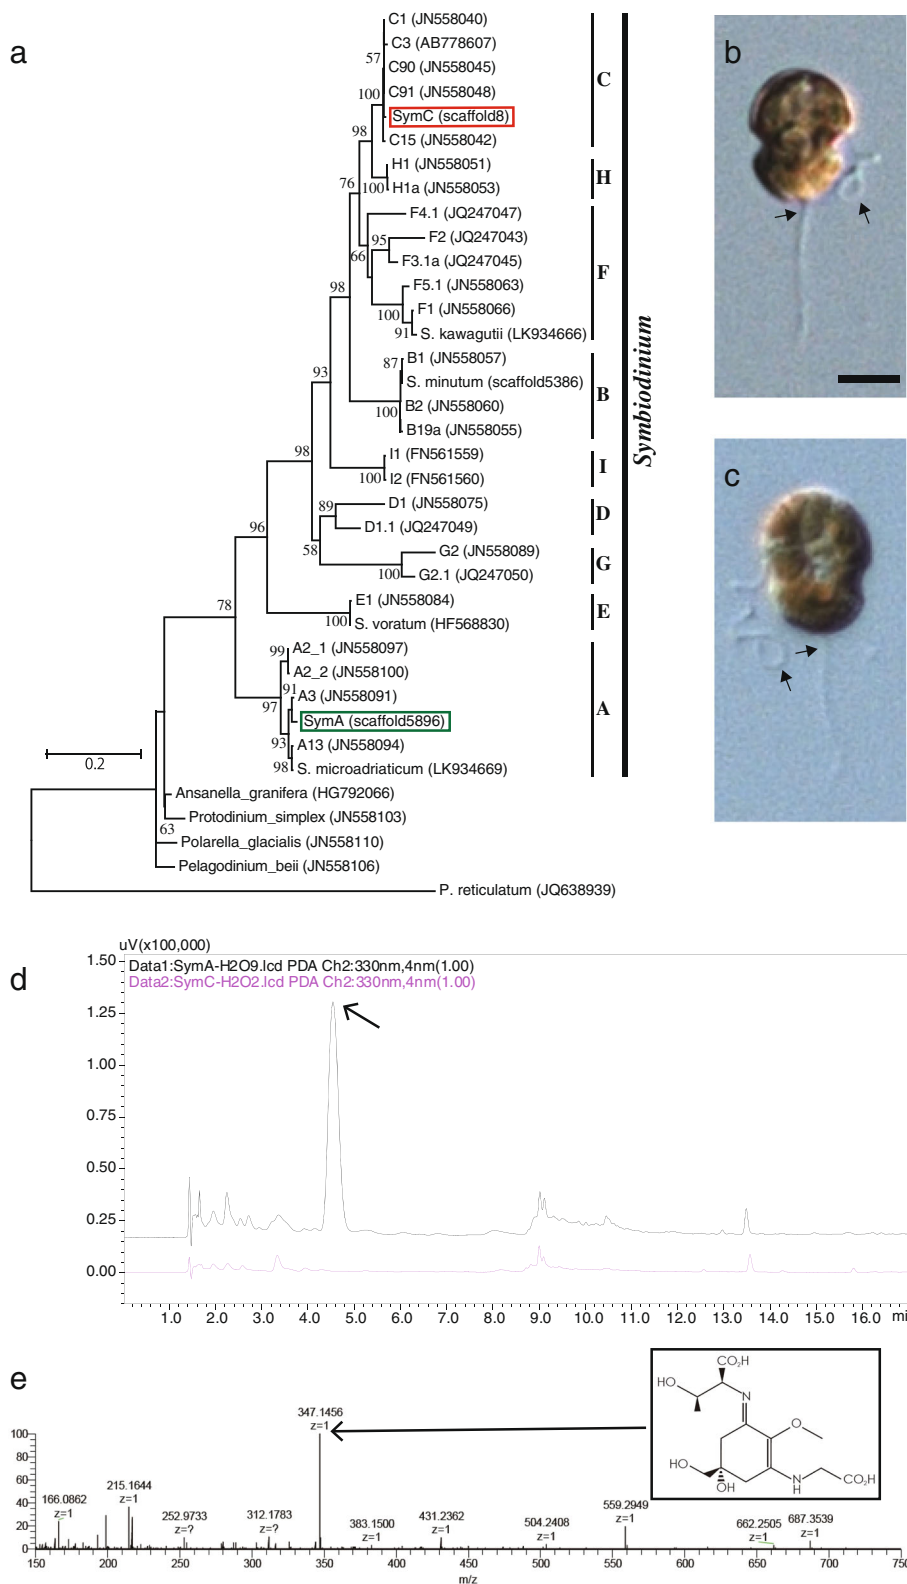 a
C1 (JN558040)
C3 (AB778607)
57
C90 (JN558045)
100
C91 (JN558048)
SymC (scaffold8)
98
C15 (JN558042)
C
H1 (JN558051)
100
H1a (JN558053)
H
76
F4.1 (JQ247047)
95
F2 (JQ247043)
66
F3.1a (JQ247045)
F5.1 (JN558063)
100
F1 (JN558066)
91
S. kawagutii (LK934666)
F
98
B1 (JN558057)
87
S. minutum (scaffold5386)
100
B2 (JN558060)
B19a (JN558055)
B
93
I1 (FN561559)
100
I2 (FN561560)
I
98
D1 (JN558075)
89
D1.1 (JQ247049)
D
58
G2 (JN558089)
100
G2.1 (JQ247050)
G
96
E1 (JN558084)
100
S. voratum (HF568830)
E
78
A2_1 (JN558097)
99
A2_2 (JN558100)
91
A3 (JN558091)
97
SymA (scaffold5896)
93
A13 (JN558094)
98
S. microadriaticum (LK934669)
A
Symbiodinium
0.2
Ansanella_granifera (HG792066)
Protodinium_simplex (JN558103)
63
Polarella_glacialis (JN558110)
Pelagodinium_beii (JN558106)
P. reticulatum (JQ638939)
b
c
d
uV(x100,000)
Data1:SymA-H2O9.lcd PDA Ch2:330nm,4nm(1.00)
Data2:SymC-H2O2.lcd PDA Ch2:330nm,4nm(1.00)
1.50
1.25
1.00
0.75
0.50
0.25
0.00
1.0 2.0 3.0 4.0 5.0 6.0 7.0 8.0 9.0 10.0 11.0 12.0 13.0 14.0 15.0 16.0 mi
e
100
80
60
40
20
0
166.0862
z=1
215.1644
z=1
252.9733
z=?
312.1783
z=?
347.1456
z=1
383.1500
z=1
431.2362
z=1
504.2408
z=1
559.2949
z=1
662.2505
z=1
687.3539
z=1
150 200 250 300 350 400 450 500 550 600 650 700 750
m/z
CO₂H
HO
N
O
HO
OH
N
H
CO₂H